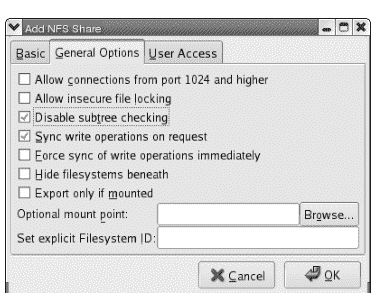 Add NFS Share
Basic General Options User Access
Allow connections from port 1024 and higher
Allow insecure file locking
Disable subtree checking
Sync write operations on request
Force sync of write operations immediately
Hide filesystems beneath
Export only if mounted
Optional mount point: Browse...
Set explicit Filesystem ID:
Cancel OK